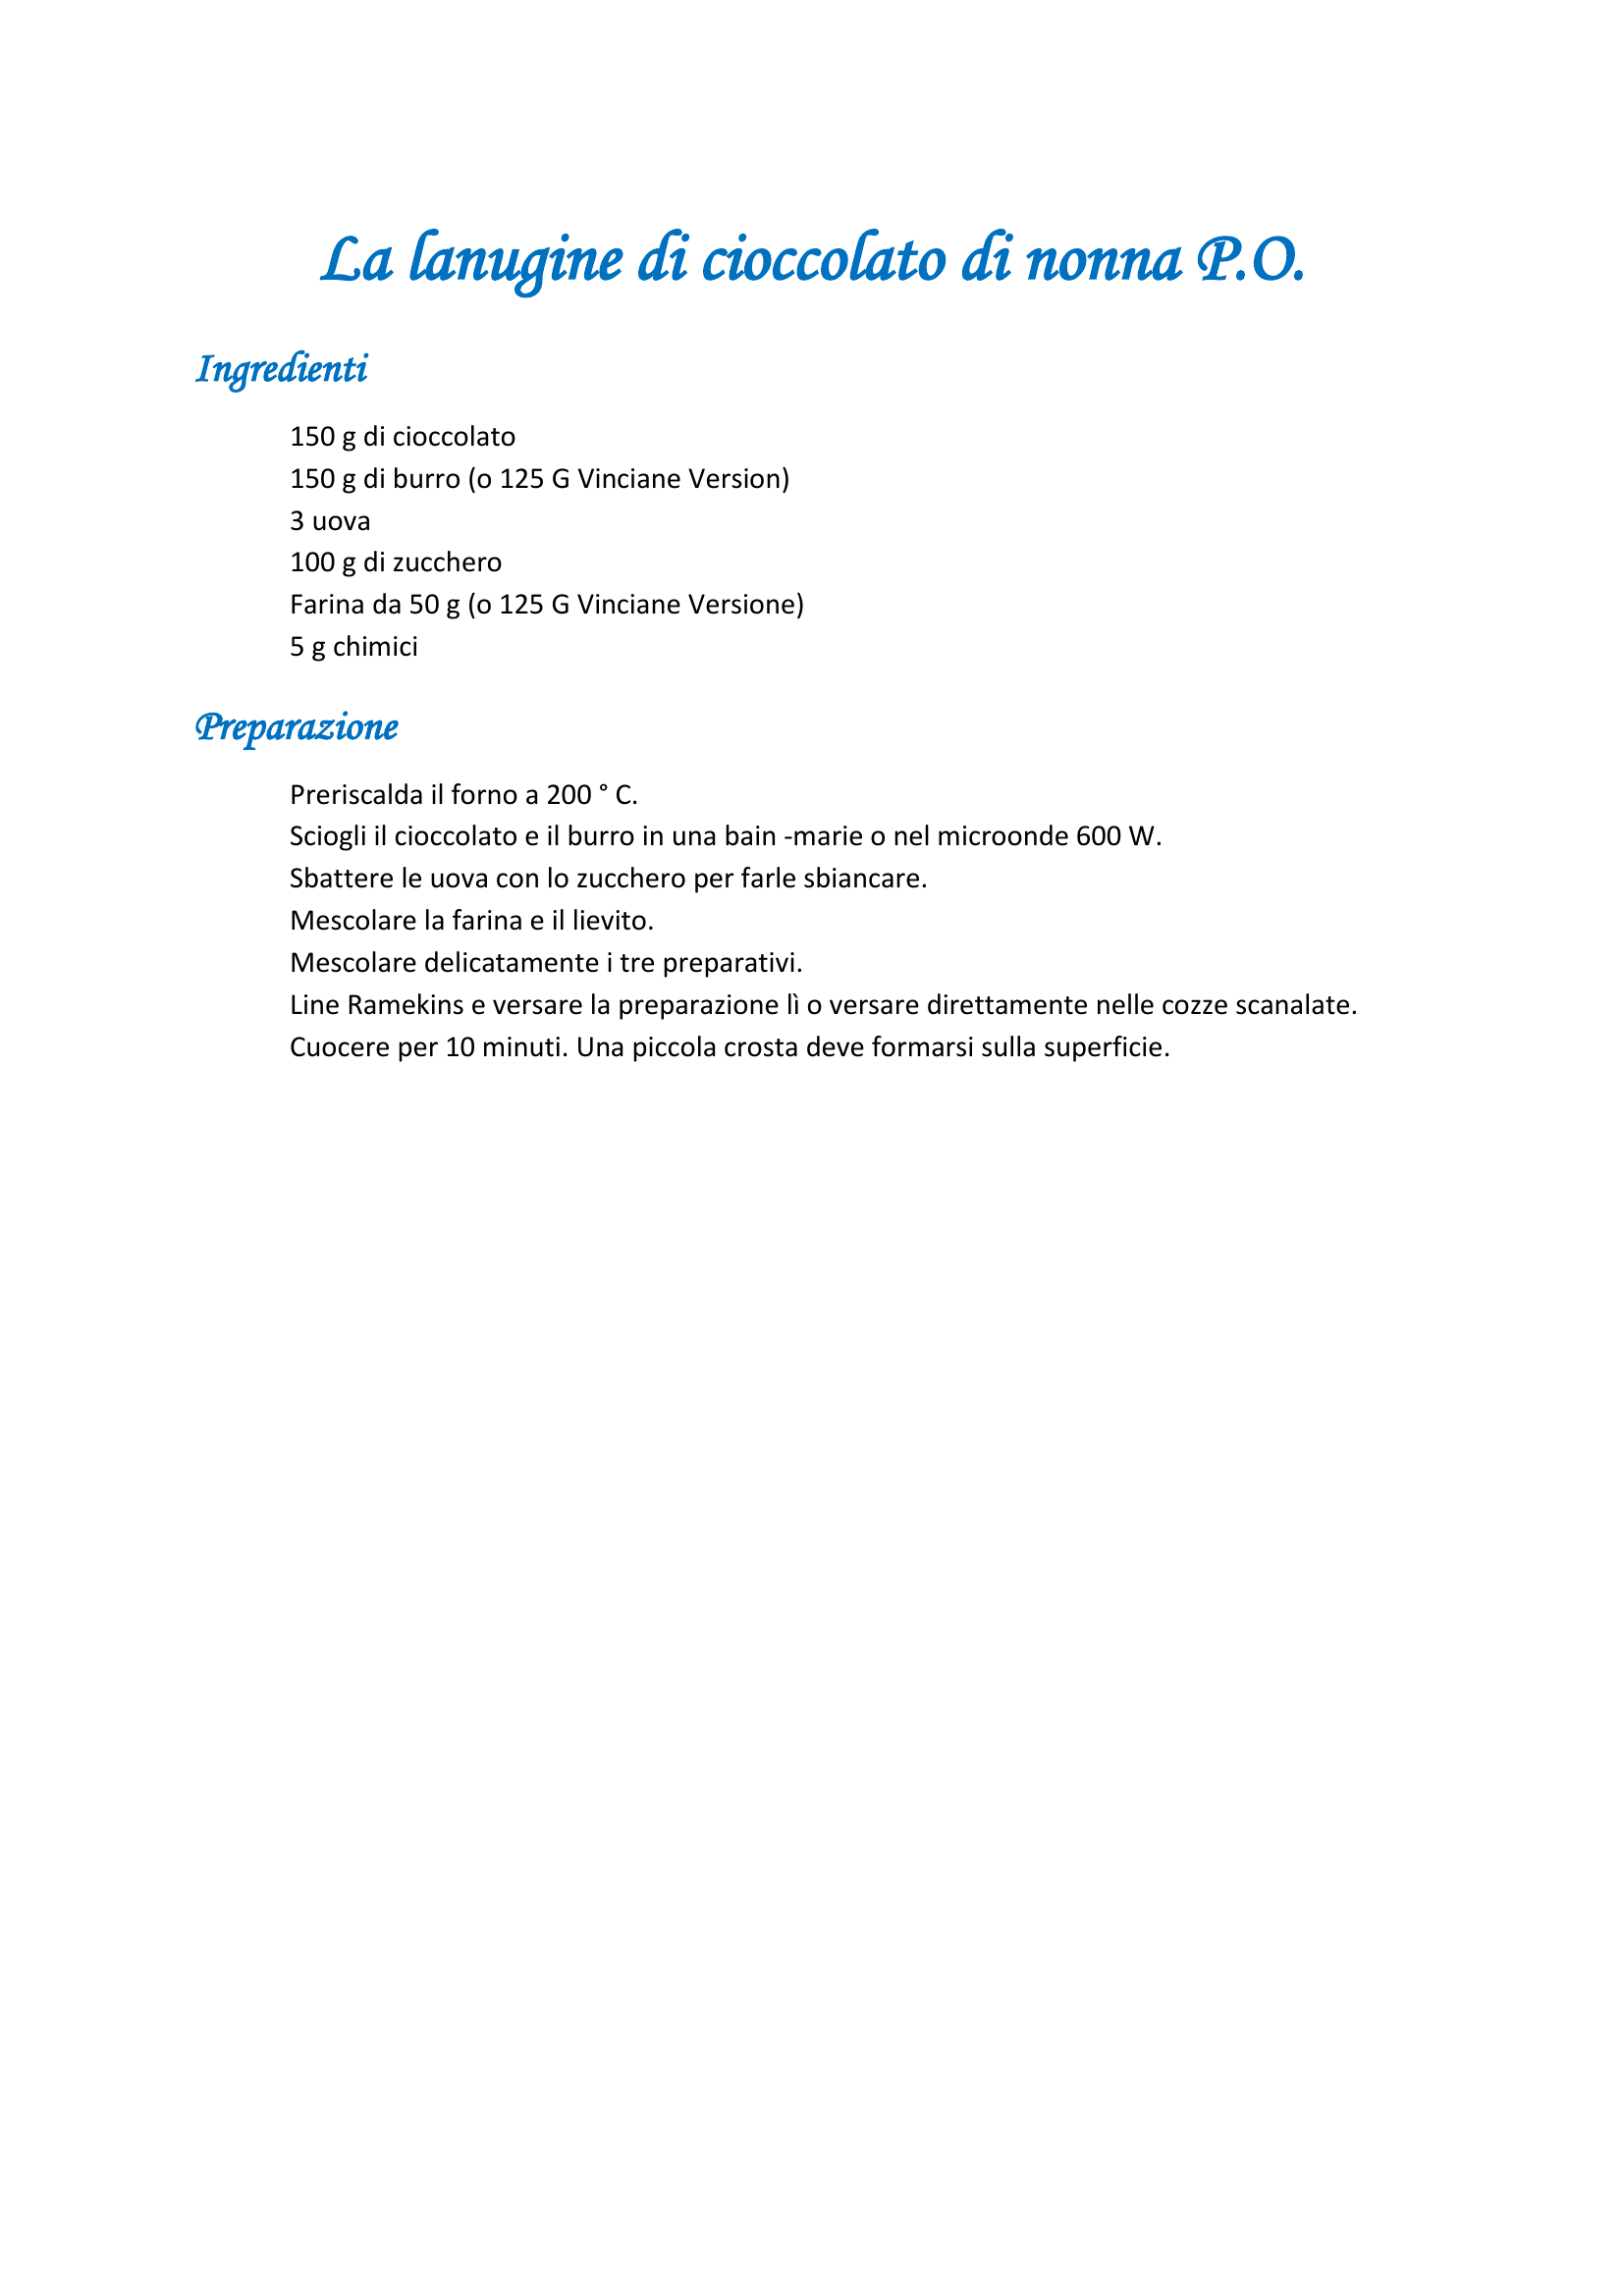 La lanugine di cioccolato di nonna P.O.
Ingredienti
150 g di cioccolato
150 g di burro (o 125 G Vinciane Version)
3 uova
100 g di zucchero
Farina da 50 g (o 125 G Vinciane Versione)
5 g chimici
Preparazione
Preriscalda il forno a 200 ° C.
Sciogli il cioccolato e il burro in una bain -marie o nel microonde 600 W.
Sbattere le uova con lo zucchero per farle sbiancare.
Mescolare la farina e il lievito.
Mescolare delicatamente i tre preparativi.
Line Ramekins e versare la preparazione lì o versare direttamente nelle cozze scanalate.
Cuocere per 10 minuti. Una piccola crosta deve formarsi sulla superficie.